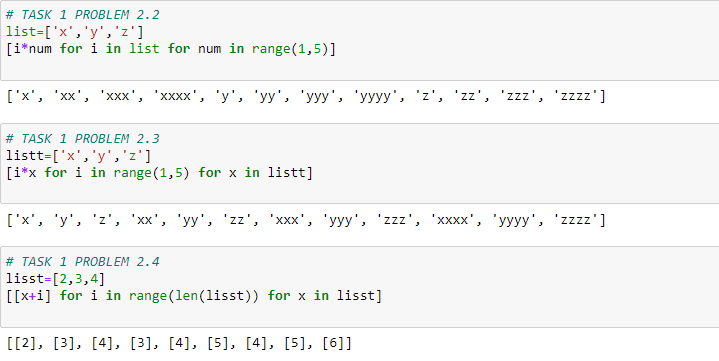 # TASK 1 PROBLEM 2.2
list=['x','y','z']
[i*num for i in list for num in range(1,5)]
['x', 'xx', 'xxx', 'xxxx', 'y', 'yy', 'yyy', 'yyyy', 'z', 'zz', 'zzz', 'zzzz']
# TASK 1 PROBLEM 2.3
listt=['x','y','z']
[i*x for i in range(1,5) for x in listt]
['x', 'y', 'z', 'xx', 'yy', 'zz', 'xxx', 'yyy', 'zzz', 'xxxx', 'yyyy', 'zzzz']
# TASK 1 PROBLEM 2.4
lisst=[2,3,4]
[[x+i] for i in range(len(lisst)) for x in lisst]
[[2], [3], [4], [3], [4], [5], [4], [5], [6]]